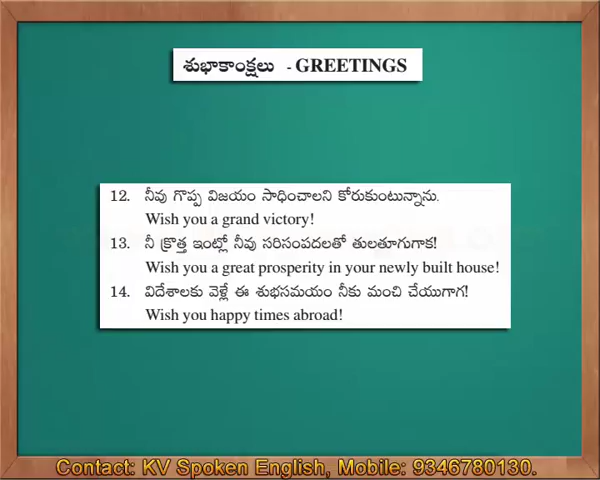 శుభాకాంక్షలు - GREETINGS
12. నీవు గొప్ప విజయం సాధించాలని కోరుకుంటున్నాను.
Wish you a grand victory!
13. నీ క్రొత్త ఇంట్లో నీవు సరిసంపదలతో తులతూగుగాక!
Wish you a great prosperity in your newly built house!
14. విదేశాలకు వెళ్లే ఈ శుభసమయం నీకు మంచి చేయుగాగ!
Wish you happy times abroad!
Contact: KV Spoken English, Mobile: 9346780130.